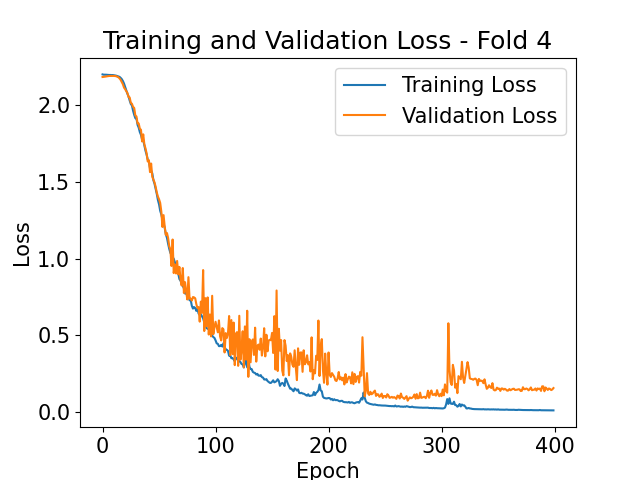 Training and Validation Loss - Fold 4
Training Loss
Validation Loss
Loss
2.0
1.5
1.0
0.5
0.0
0
100
200
300
400
Epoch